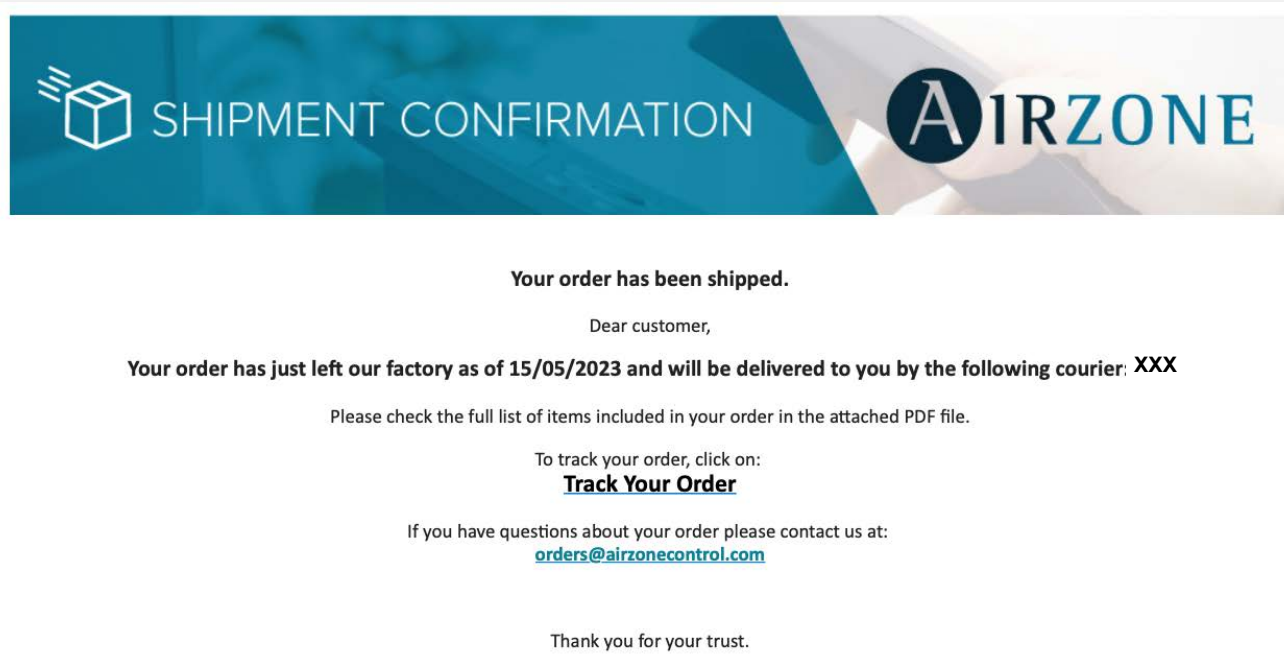 SHIPMENT CONFIRMATION
AIRZONE
Your order has been shipped.
Dear customer,
Your order has just left our factory as of 15/05/2023 and will be delivered to you by the following courier: XXX
Please check the full list of items included in your order in the attached PDF file.
To track your order, click on:
Track Your Order
If you have questions about your order please contact us at:
orders@airzonecontrol.com
Thank you for your trust.